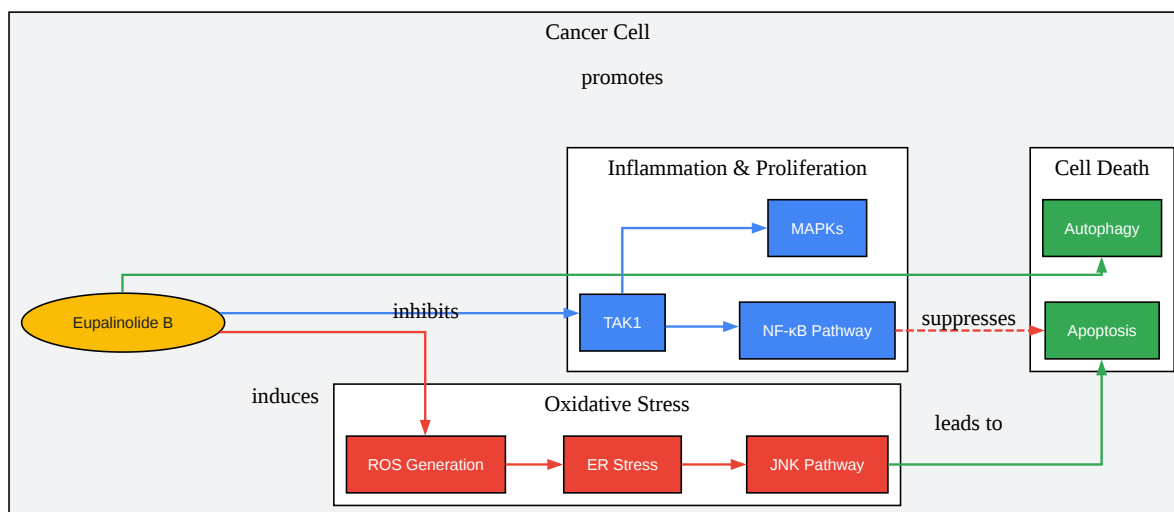 Cancer Cell
promotes
Inflammation & Proliferation
Cell Death
MAPKs
Autophagy
Eupalinolide B
inhibits
TAK1
NF-κB Pathway
suppresses
Apoptosis
induces
Oxidative Stress
leads to
ROS Generation
ER Stress
JNK Pathway